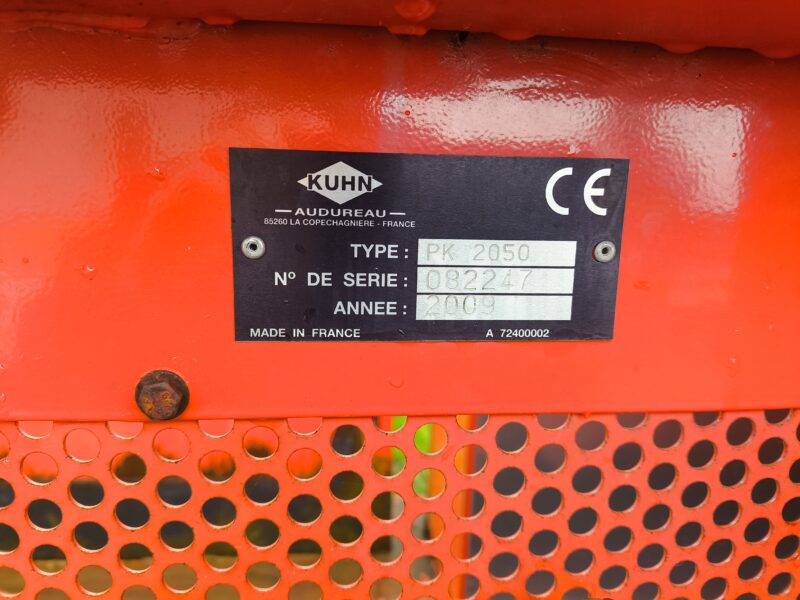 KUHN
AUDUREAU
85260 LA COPECHAGNIERE - FRANCE
CE
TYPE : PK 2050
Nº DE SERIE : 082247
ANNEE : 2009
MADE IN FRANCE A 72400002